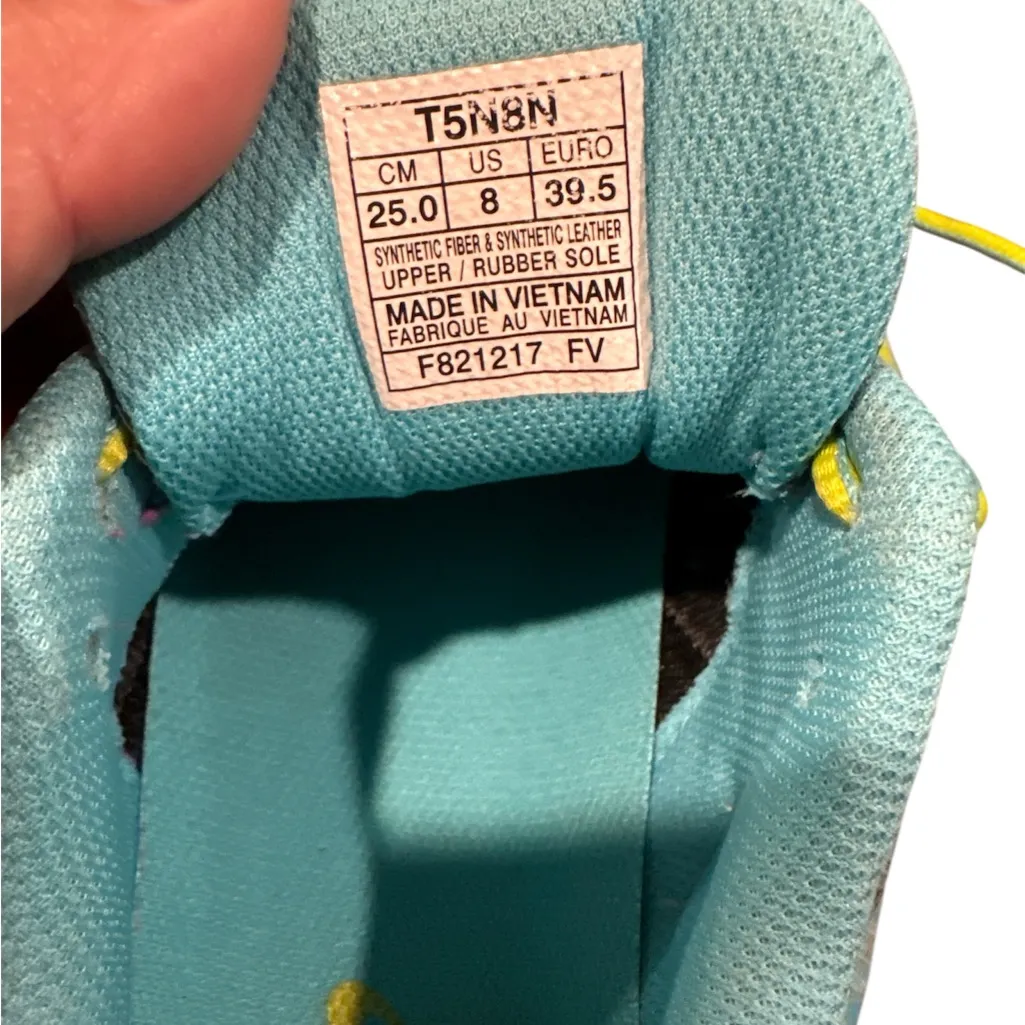 T5N8N
CM US EURO
25.0 8 39.5
SYNTHETIC FIBER & SYNTHETIC LEATHER
UPPER / RUBBER SOLE
MADE IN VIETNAM
FABRIQUE AU VIETNAM
F821217 FV